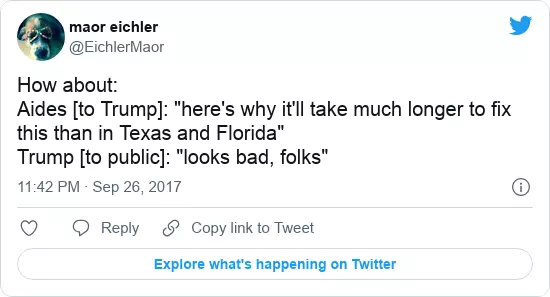 maor eichler
@EichlerMaor
How about:
Aides [to Trump]: "here's why it'll take much longer to fix
this than in Texas and Florida"
Trump [to public]: "looks bad, folks"
11:42 PM · Sep 26, 2017
Reply
Copy link to Tweet
Explore what's happening on Twitter